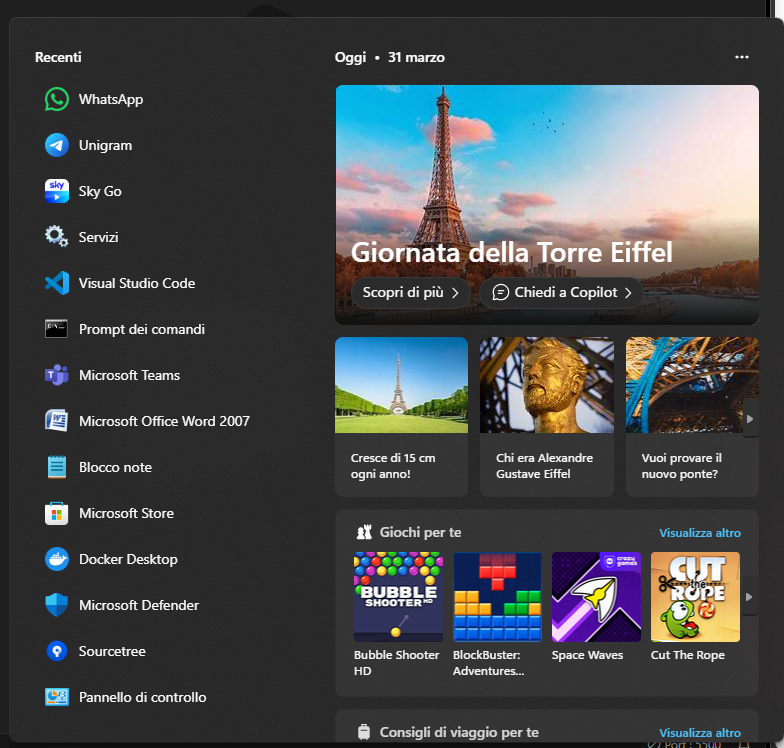 Recenti
WhatsApp
Unigram
sky
Sky Go
Servizi
Visual Studio Code
Prompt dei comandi
Microsoft Teams
Microsoft Office Word 2007
Blocco note
Microsoft Store
Docker Desktop
Microsoft Defender
Sourcetree
Pannello di controllo
Oggi • 31 marzo
Giornata della Torre Eiffel
Scopri di più
Chiedi a Copilot
Cresce di 15 cm
ogni anno!
Chi era Alexandre
Gustave Eiffel
Vuoi provare il
nuovo ponte?
Giochi per te
Visualizza altro
BUBBLE
SHOOTER HD
crazy
games
CUT
the
ROPE
Bubble Shooter
HD
BlockBuster:
Adventures...
Space Waves
Cut The Rope
Consigli di viaggio per te
Visualizza altro
Port : 5500